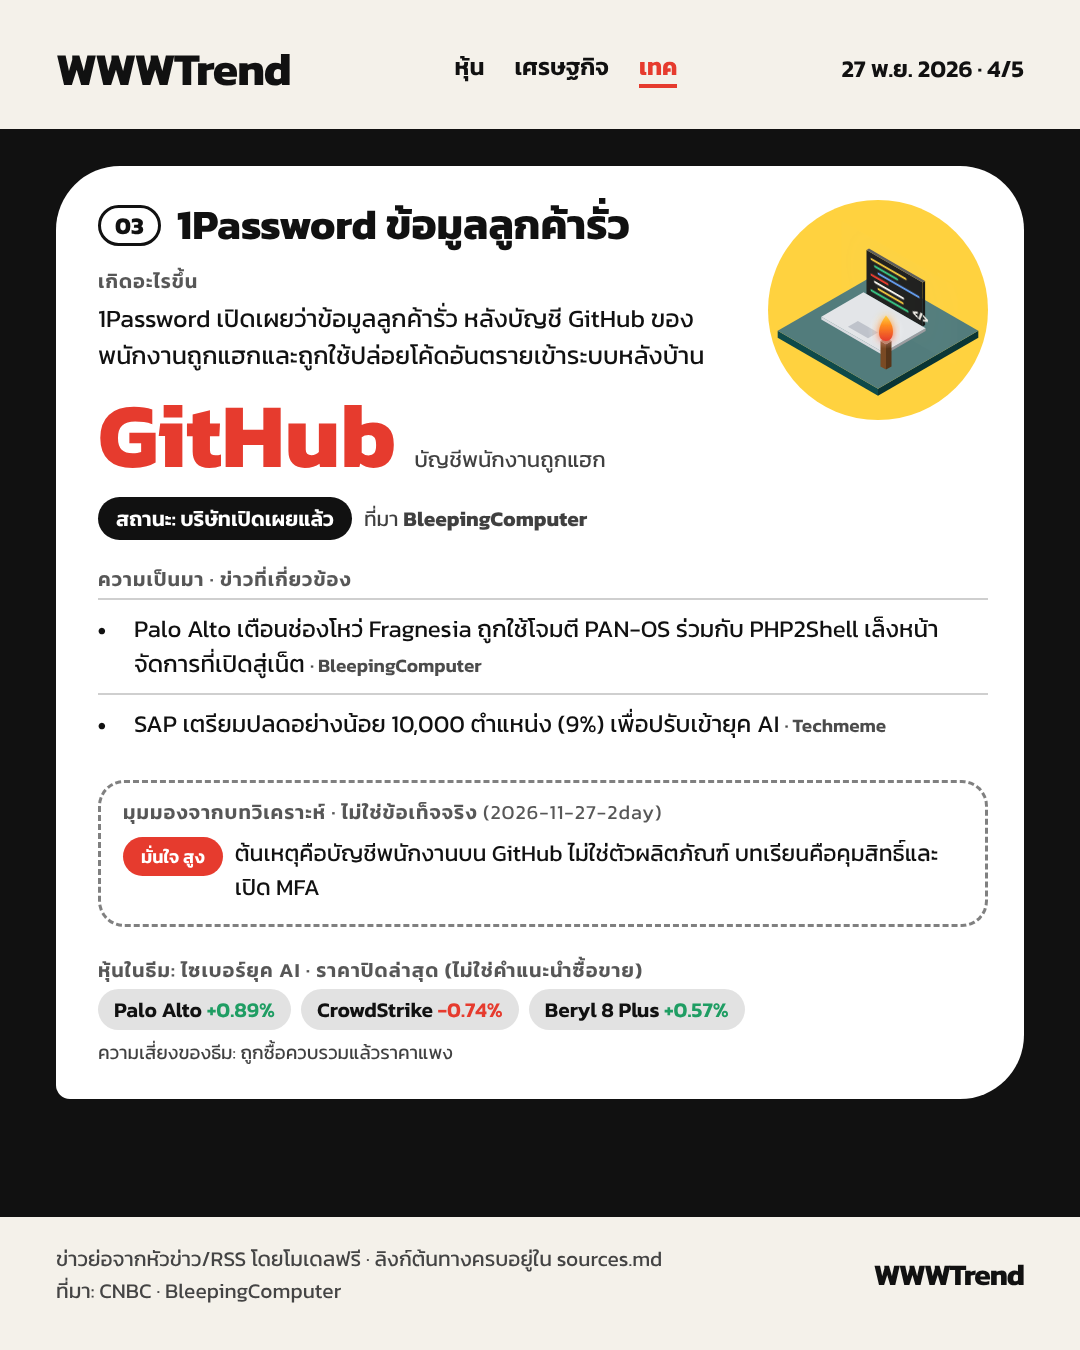 WWWTrend
หุ้น เศรษฐกิจ เทค
27 พ.ย. 2026 · 4/5
03 1Password ข้อมูลลูกค้ารั่ว
เกิดอะไรขึ้น
1Password เปิดเผยว่าข้อมูลลูกค้ารั่ว หลังบัญชี GitHub ของ
พนักงานถูกแฮกและถูกใช้ปล่อยโค้ดอันตรายเข้าระบบหลังบ้าน
</>
GitHub บัญชีพนักงานถูกแฮก
สถานะ: บริษัทเปิดเผยแล้ว ที่มา BleepingComputer
ความเป็นมา · ข่าวที่เกี่ยวข้อง
• Palo Alto เตือนช่องโหว่ Fragnesia ถูกใช้โจมตี PAN-OS ร่วมกับ PHP2Shell เล็งหน้า
จัดการที่เปิดสู่เน็ต · BleepingComputer
• SAP เตรียมปลดอย่างน้อย 10,000 ตำแหน่ง (9%) เพื่อปรับเข้ายุค AI · Techmeme
มุมมองจากบทวิเคราะห์ · ไม่ใช่ข้อเท็จจริง (2026-11-27-2day)
มั่นใจ สูง ต้นเหตุคือบัญชีพนักงานบน GitHub ไม่ใช่ตัวผลิตภัณฑ์ บทเรียนคือคุมสิทธิ์และ
เปิด MFA
หุ้นในธีม: ไซเบอร์ยุค AI · ราคาปิดล่าสุด (ไม่ใช่คำแนะนำซื้อขาย)
Palo Alto +0.89% CrowdStrike -0.74% Beryl 8 Plus +0.57%
ความเสี่ยงของธีม: ถูกซื้อควบรวมแล้วราคาแพง
ข่าวย่อจากหัวข่าว/RSS โดยโมเดลฟรี · ลิงก์ต้นทางครบอยู่ใน sources.md
ที่มา: CNBC · BleepingComputer
WWWTrend